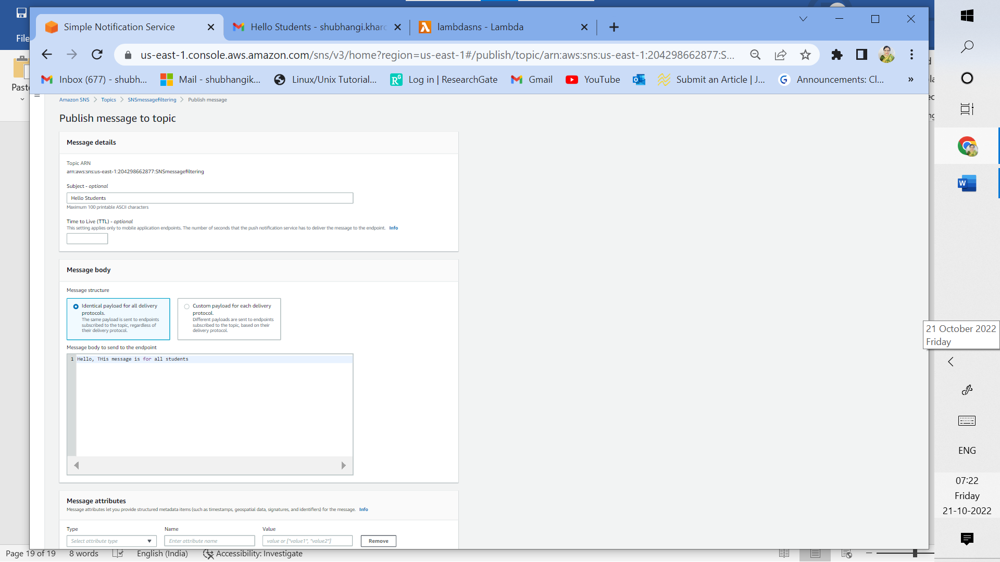 File
Paste
Simple Notification Service
Hello Students - shubhangi.kharc
lambdasns - Lambda
us-east-1.console.aws.amazon.com/sns/v3/home?region=us-east-1#/publish/topic/arn:aws:sns:us-east-1:204298662877:S...
Inbox (677) - shubh...
Mail - shubhangik...
Linux/Unix Tutorial...
Log in | ResearchGate
Gmail
YouTube
Submit an Article | J...
Announcements: Cl...
»
Amazon SNS > Topics > SNSmessagefiltering > Publish message
Publish message to topic
Message details
Topic ARN
arn:aws:sns:us-east-1:204298662877:SNSmessagefiltering
Subject - optional
Hello Students
Maximum 100 printable ASCII characters
Time to Live (TTL) - optional
This setting applies only to mobile application endpoints. The number of seconds that the push notification service has to deliver the message to the endpoint. Info
Message body
Message structure
Identical payload for all delivery
protocols.
The same payload is sent to endpoints
subscribed to the topic, regardless of
their delivery protocol.
Custom payload for each delivery
protocol.
Different payloads are sent to endpoints
subscribed to the topic, based on their
delivery protocol.
Message body to send to the endpoint
1 Hello, THis message is for all students
Message attributes
Message attributes let you provide structured metadata items (such as timestamps, geospatial data, signatures, and identifiers) for the message. Info
Type Name Value
Select attribute type Enter attribute name value or ["value1", "value2"] Remove
Page 19 of 19 8 words English (India) Accessibility: Investigate
21 October 2022
Friday
ENG
07:22
Friday
21-10-2022